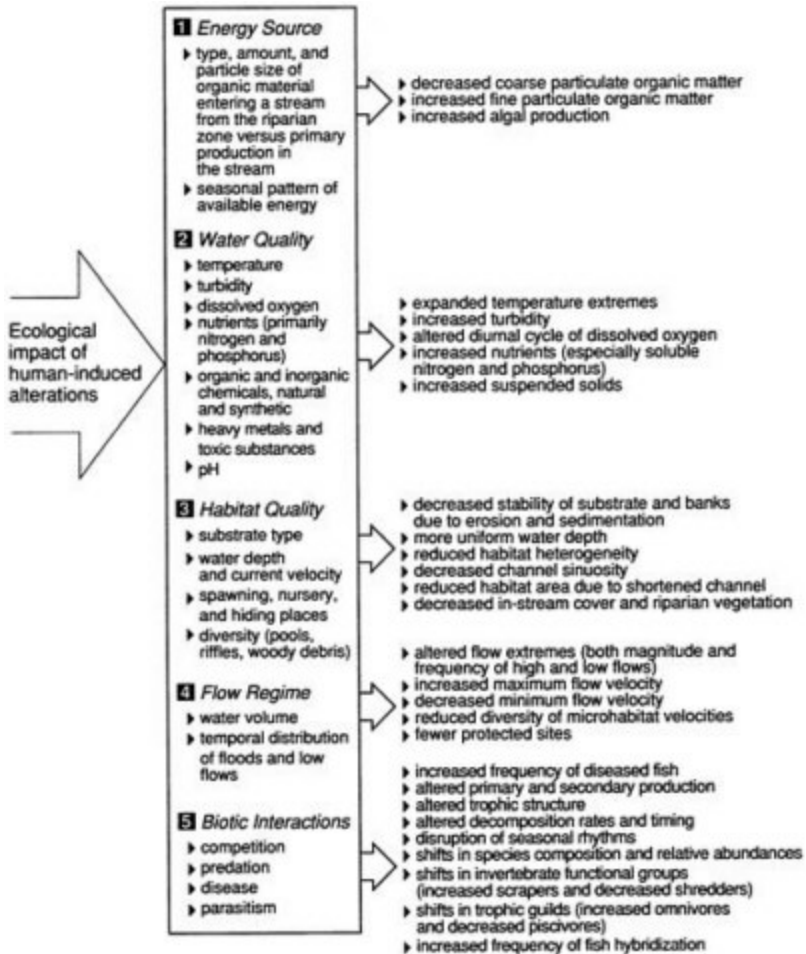 Ecological
impact of
human-induced
alterations
1 Energy Source
type, amount, and
particle size of
organic material
entering a stream
from the riparian
zone versus primary
production in
the stream
seasonal pattern of
available energy
decreased coarse particulate organic matter
increased fine particulate organic matter
increased algal production
2 Water Quality
temperature
turbidity
dissolved oxygen
nutrients (primarily
nitrogen and
phosphorus)
organic and inorganic
chemicals, natural
and synthetic
heavy metals and
toxic substances
pH
expanded temperature extremes
increased turbidity
altered diurnal cycle of dissolved oxygen
increased nutrients (especially soluble
nitrogen and phosphorus)
increased suspended solids
3 Habitat Quality
substrate type
water depth
and current velocity
spawning, nursery,
and hiding places
diversity (pools,
riffles, woody debris)
decreased stability of substrate and banks
due to erosion and sedimentation
more uniform water depth
reduced habitat heterogeneity
decreased channel sinuosity
reduced habitat area due to shortened channel
decreased in-stream cover and riparian vegetation
4 Flow Regime
water volume
temporal distribution
of floods and low
flows
altered flow extremes (both magnitude and
frequency of high and low flows)
increased maximum flow velocity
decreased minimum flow velocity
reduced diversity of microhabitat velocities
fewer protected sites
5 Biotic Interactions
competition
predation
disease
parasitism
increased frequency of diseased fish
altered primary and secondary production
altered trophic structure
altered decomposition rates and timing
disruption of seasonal rhythms
shifts in species composition and relative abundances
shifts in invertebrate functional groups
(increased scrapers and decreased shredders)
shifts in trophic guilds (increased omnivores
and decreased piscivores)
increased frequency of fish hybridization